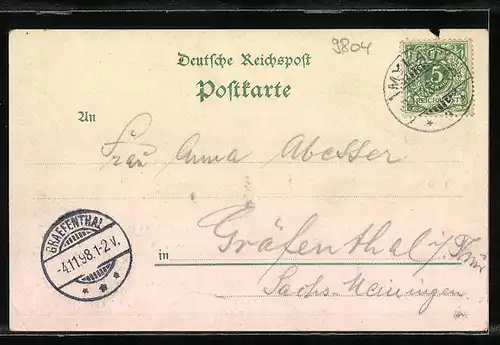 9804
Deutsche Reichspost
Postkarte
5
REICHSPOST
An
Frau Anna Abesser
GRAEFENTHAL
-4.11.98.1-2 V.
in Gräfenthal i/Thür
Sachs-Meiningen